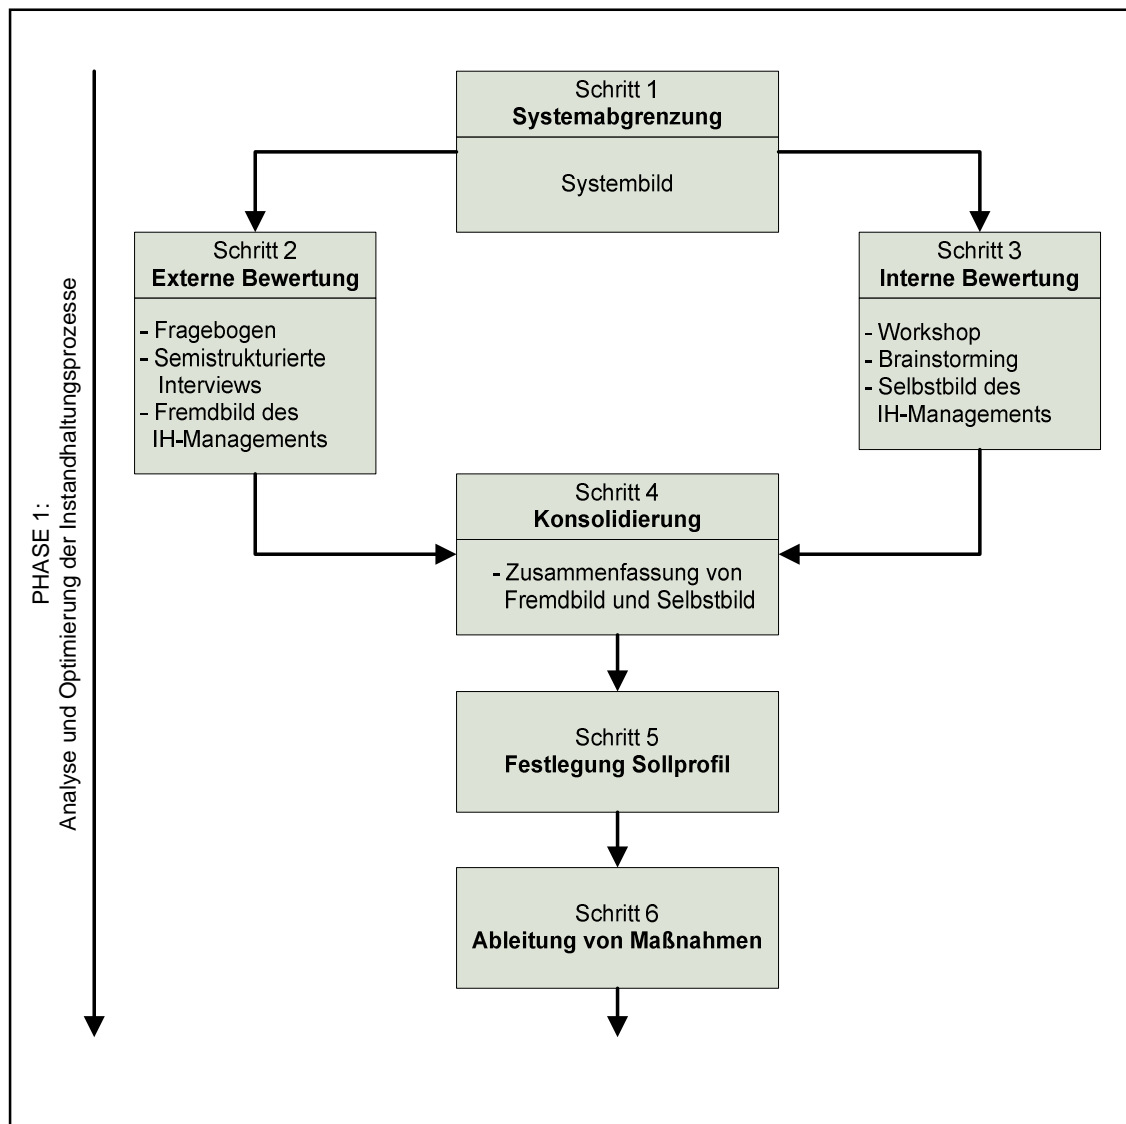 PHASE 1:
Analyse und Optimierung der Instandhaltungsprozesse
Schritt 1
Systemabgrenzung
Systembild
Schritt 2
Externe Bewertung
- Fragebogen
- Semistrukturierte
Interviews
- Fremdbild des
IH-Managements
Schritt 3
Interne Bewertung
- Workshop
- Brainstorming
- Selbstbild des
IH-Managements
Schritt 4
Konsolidierung
- Zusammenfassung von
Fremdbild und Selbstbild
Schritt 5
Festlegung Sollprofil
Schritt 6
Ableitung von Maßnahmen